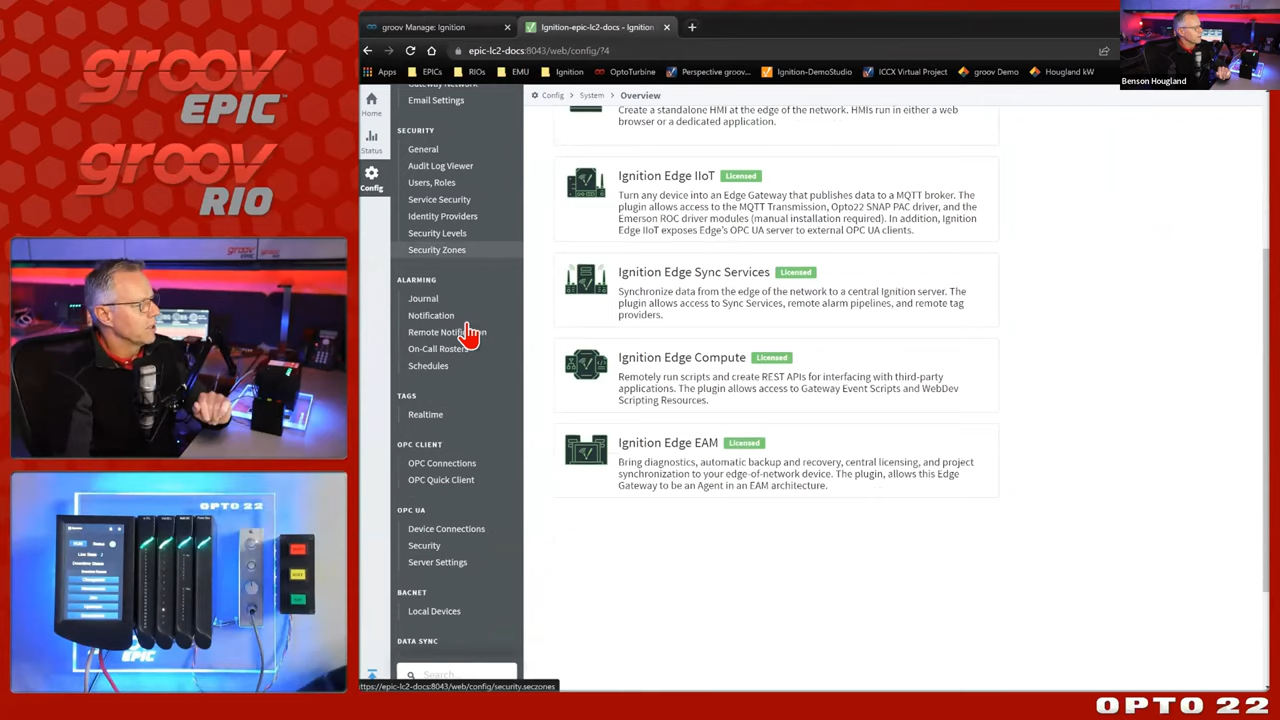 groov
EPIC™
groov
RIO
groov Manage: Ignition
Ignition-epic-lc2-docs - Ignition
epic-lc2-docs:8043/web/config/?4
Apps
EPICs
RIOs
EMU
Ignition
OptoTurbine
Perspective groov...
Ignition-DemoStudio
ICCX Virtual Project
groov Demo
Hougland kW
Benson Hougland
Home
Status
Config
Gateway Network
Email Settings
SECURITY
General
Audit Log Viewer
Users, Roles
Service Security
Identity Providers
Security Levels
Security Zones
ALARMING
Journal
Notification
Remote Notification
On-Call Rosters
Schedules
TAGS
Realtime
OPC CLIENT
OPC Connections
OPC Quick Client
OPC UA
Device Connections
Security
Server Settings
BACNET
Local Devices
DATA SYNC
Search
https://epic-lc2-docs:8043/web/config/security.seczones
Config > System > Overview
Create a standalone HMI at the edge of the network. HMIs run in either a web
browser or a dedicated application.
Ignition Edge IIoT Licensed
Turn any device into an Edge Gateway that publishes data to a MQTT broker. The
plugin allows access to the MQTT Transmission, Opto22 SNAP PAC driver, and the
Emerson ROC driver modules (manual installation required). In addition, Ignition
Edge IIoT exposes Edge's OPC UA server to external OPC UA clients.
Ignition Edge Sync Services Licensed
Synchronize data from the edge of the network to a central Ignition server. The
plugin allows access to Sync Services, remote alarm pipelines, and remote tag
providers.
Ignition Edge Compute Licensed
Remotely run scripts and create REST APIs for interfacing with third-party
applications. The plugin allows access to Gateway Event Scripts and WebDev
Scripting Resources.
Ignition Edge EAM Licensed
Bring diagnostics, automatic backup and recovery, central licensing, and project
synchronization to your edge-of-network device. The plugin, allows this Edge
Gateway to be an Agent in an EAM architecture.
OPTO 22
EPIC
OPTO 22